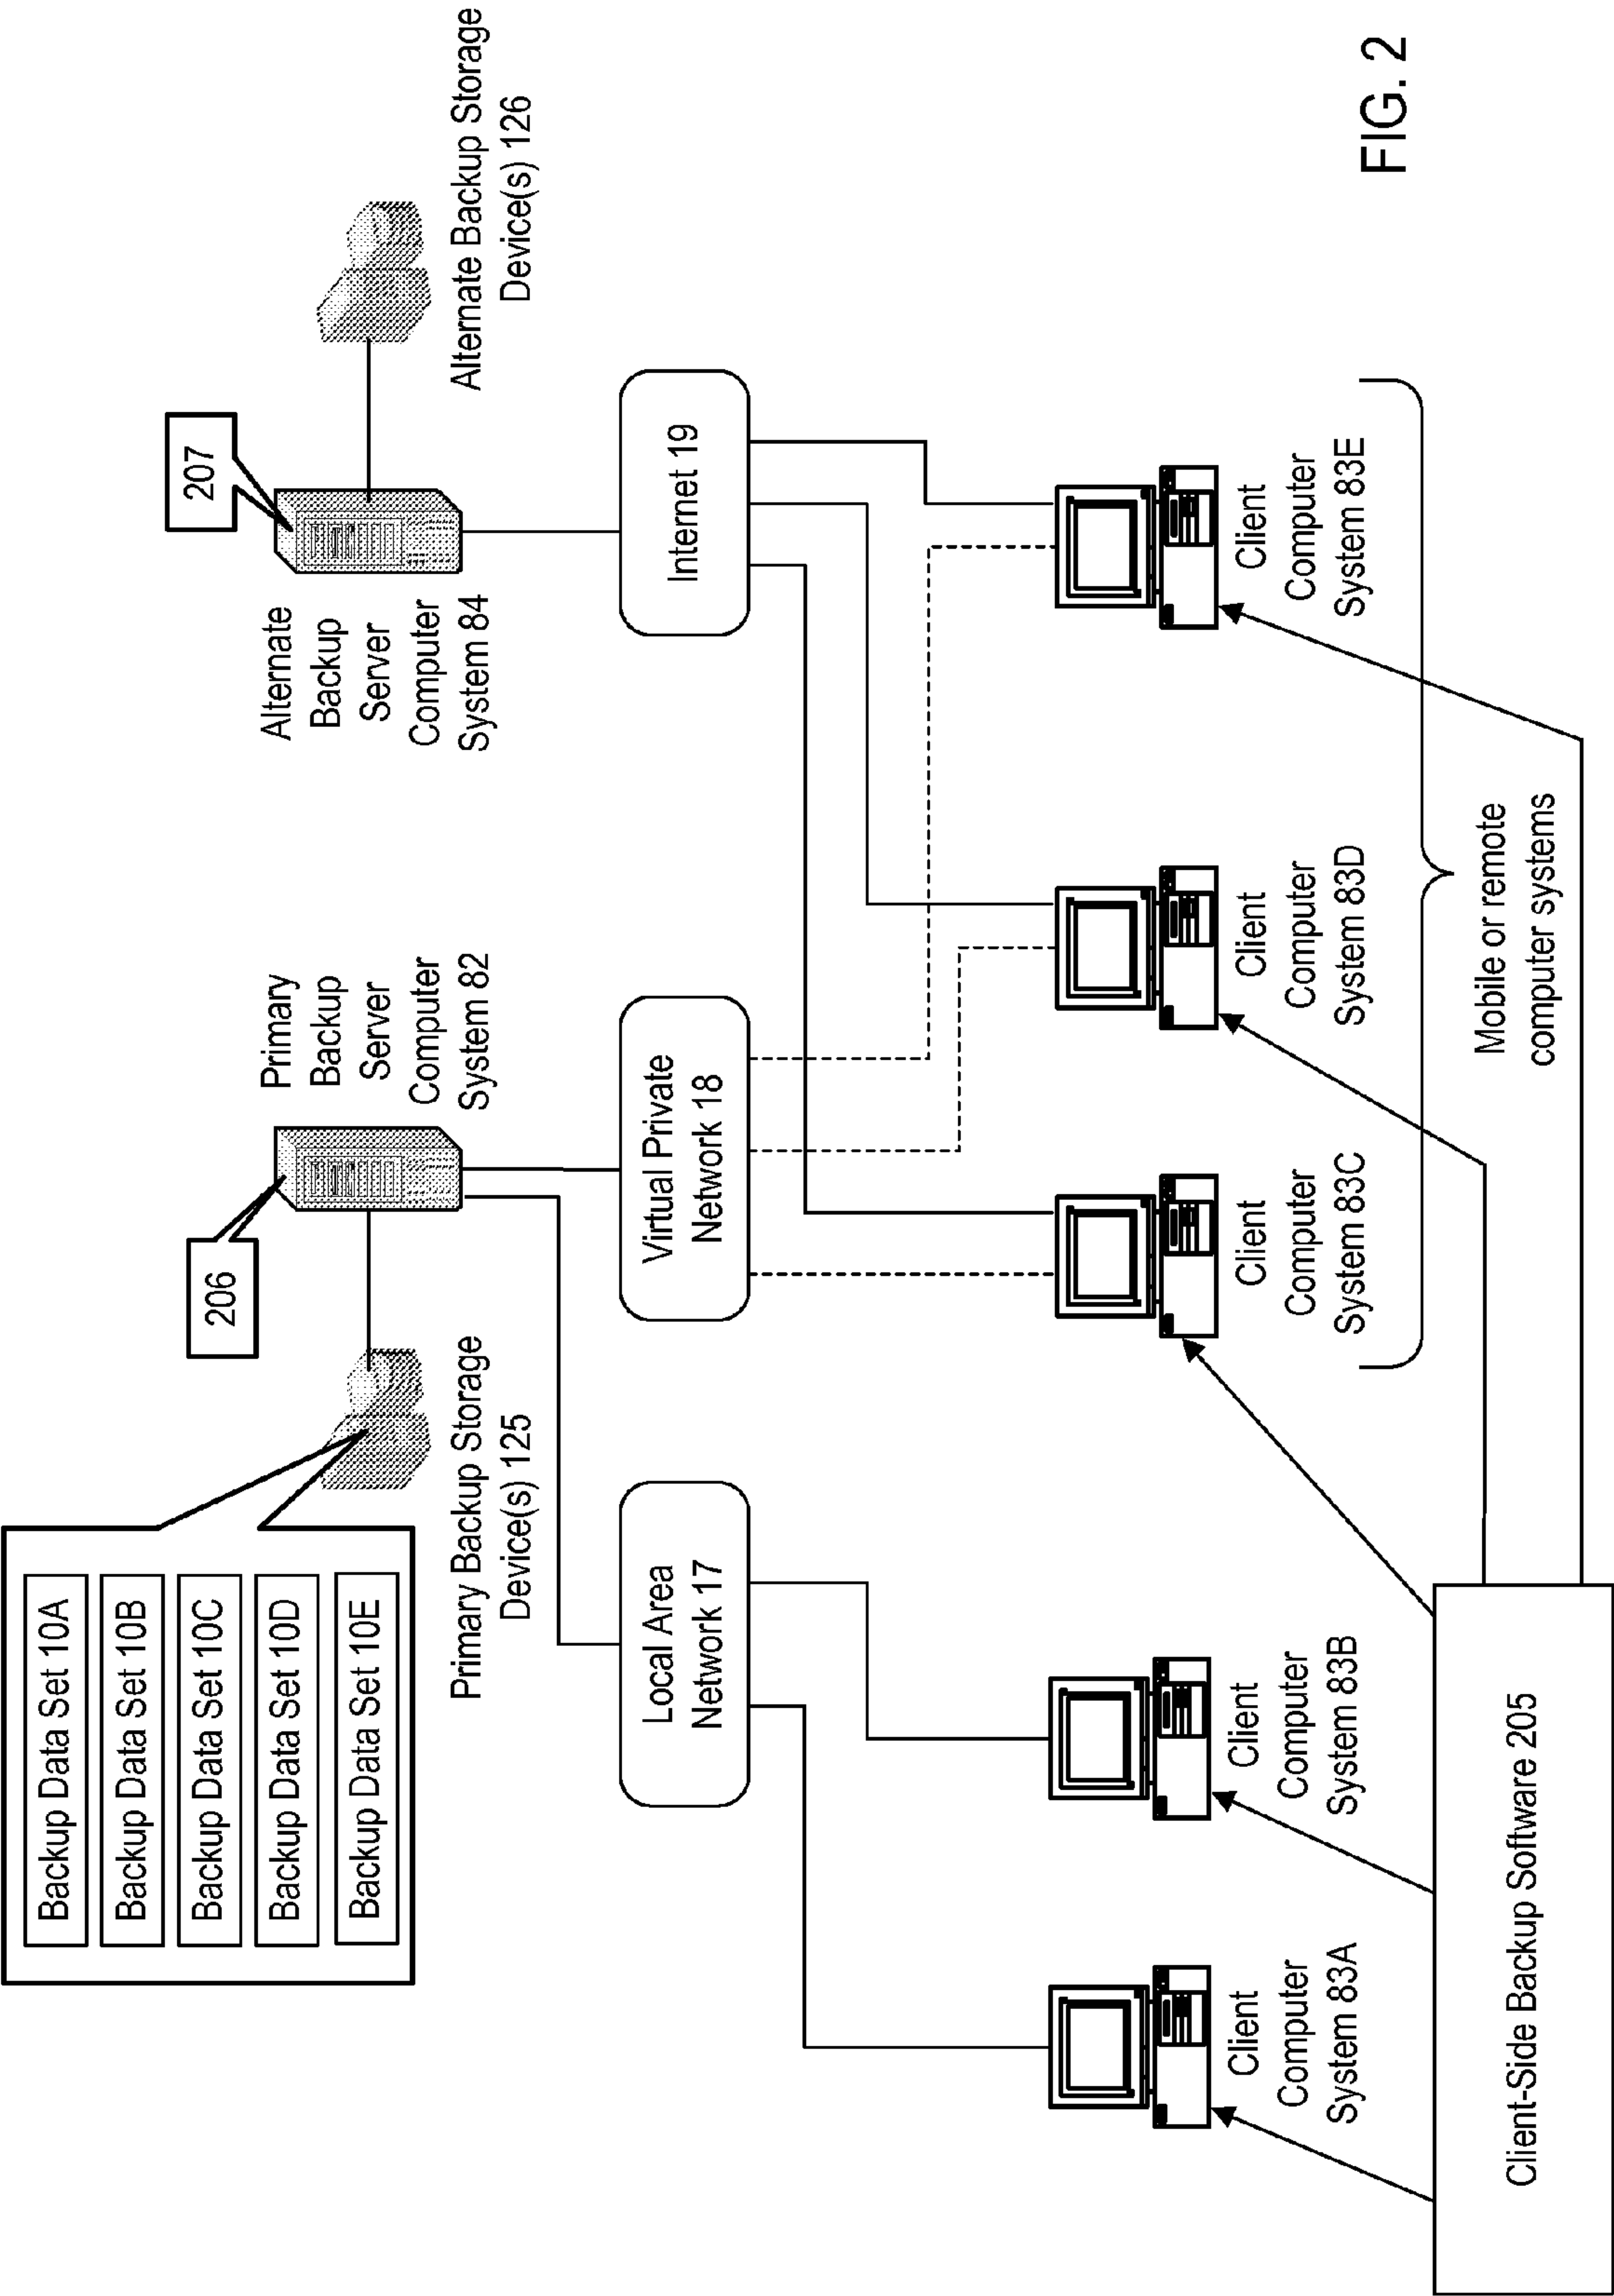 Backup Data Set 10A
Backup Data Set 10B
Backup Data Set 10C
Backup Data Set 10D
Backup Data Set 10E
206
207
Primary Backup Storage
Device(s) 125
Primary
Backup
Server
Computer
System 82
Alternate
Backup
Server
Computer
System 84
Alternate Backup Storage
Device(s) 126
Local Area
Network 17
Virtual Private
Network 18
Internet 19
Client
Computer
System 83A
Client
Computer
System 83B
Client
Computer
System 83C
Client
Computer
System 83D
Client
Computer
System 83E
Mobile or remote
computer systems
Client-Side Backup Software 205
FIG. 2